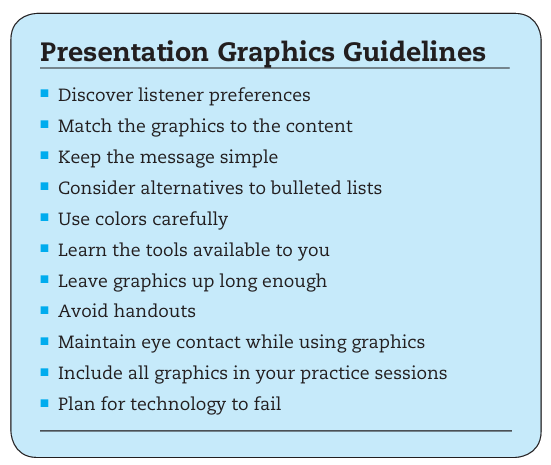 Presentation Graphics Guidelines
■ Discover listener preferences
■ Match the graphics to the content
■ Keep the message simple
■ Consider alternatives to bulleted lists
■ Use colors carefully
■ Learn the tools available to you
■ Leave graphics up long enough
■ Avoid handouts
■ Maintain eye contact while using graphics
■ Include all graphics in your practice sessions
■ Plan for technology to fail